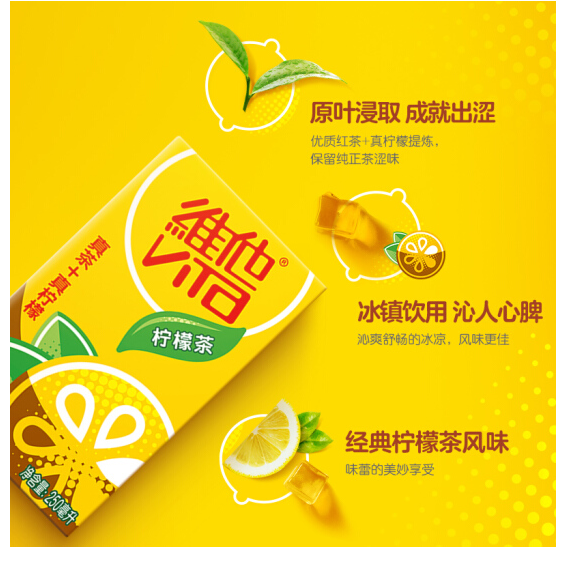 原叶浸取 成就出涩
优质红茶+真柠檬提炼，
保留纯正茶涩味
維他®
VITA
柠檬茶
真茶+真柠檬
冰镇饮用 沁人心脾
沁爽舒畅的冰凉，风味更佳
经典柠檬茶风味
味蕾的美妙享受
净含量:250毫升